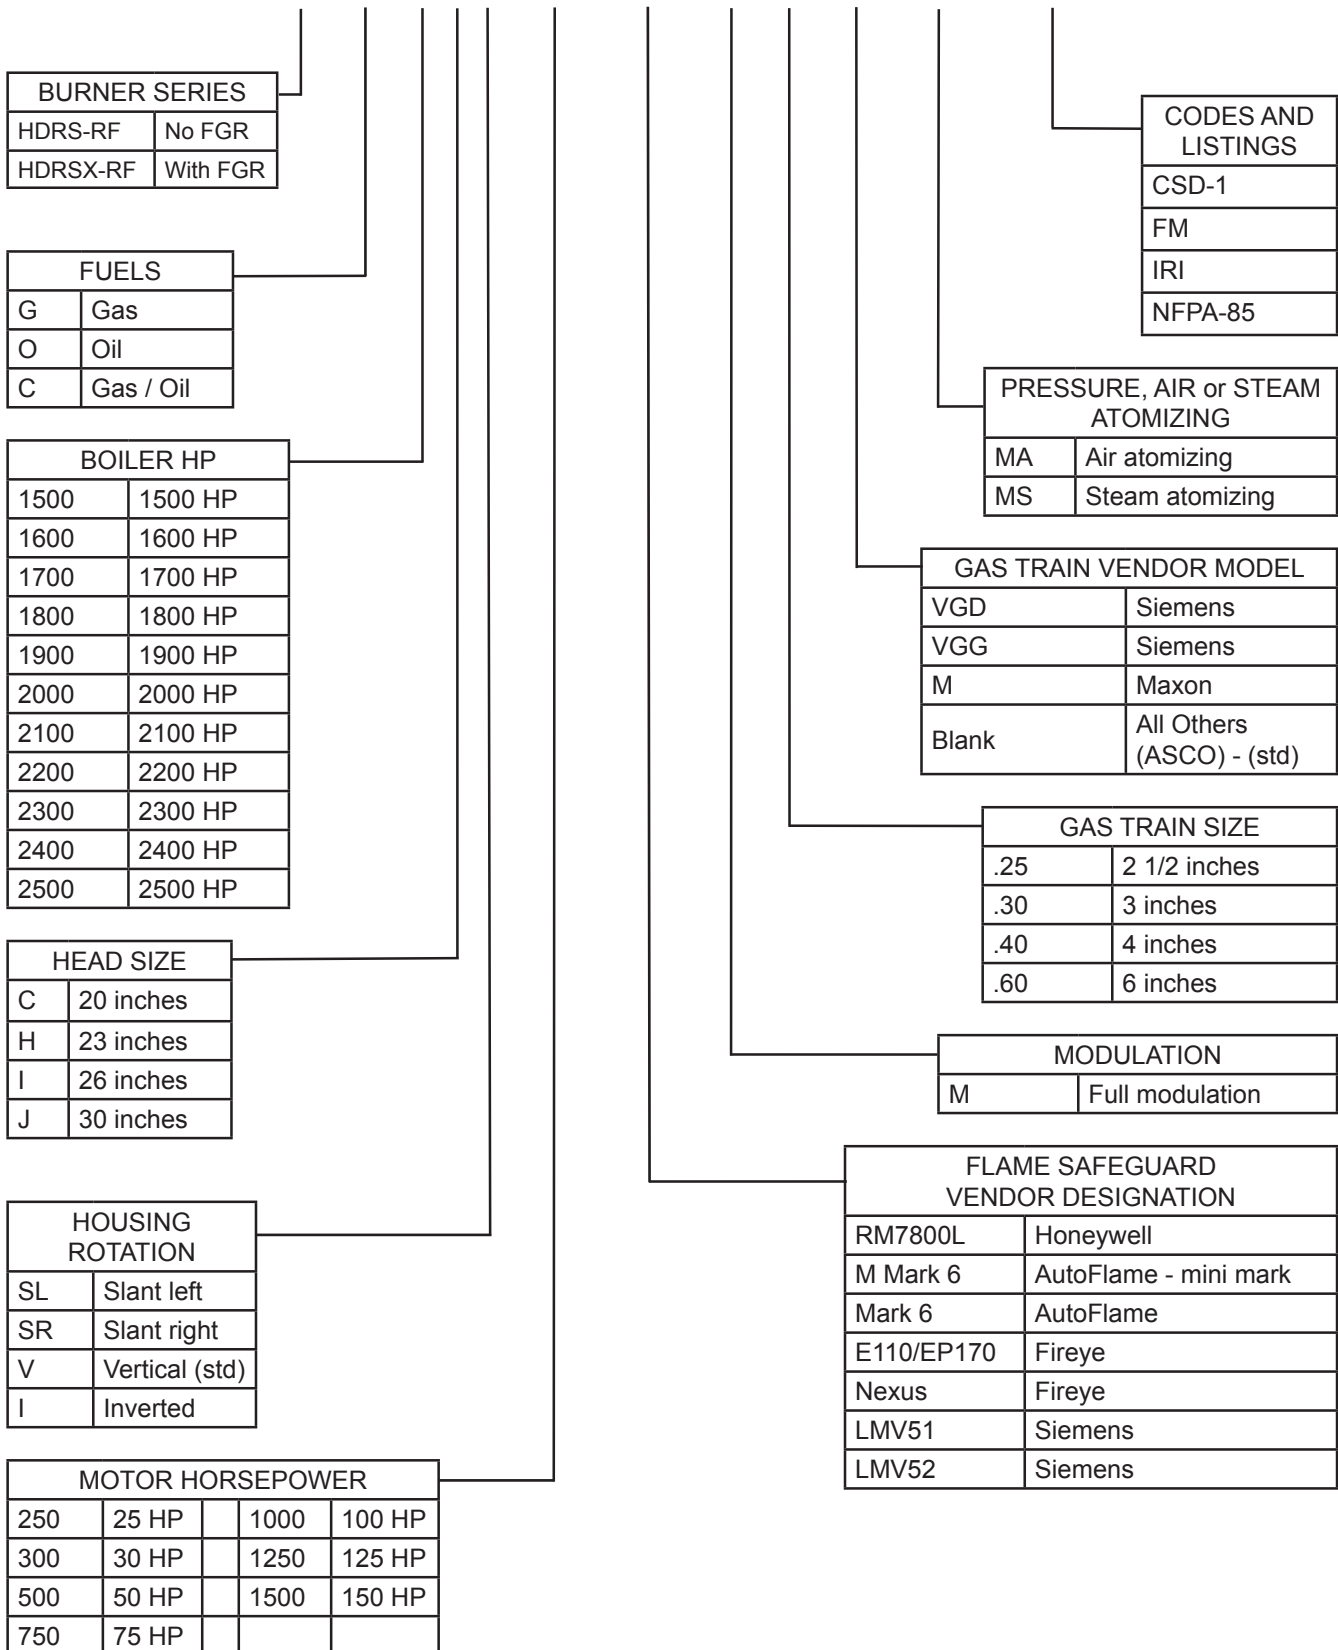 BURNER SERIES
HDRS-RF No FGR
HDRSX-RF With FGR
FUELS
G Gas
O Oil
C Gas / Oil
BOILER HP
1500 1500 HP
1600 1600 HP
1700 1700 HP
1800 1800 HP
1900 1900 HP
2000 2000 HP
2100 2100 HP
2200 2200 HP
2300 2300 HP
2400 2400 HP
2500 2500 HP
HEAD SIZE
C 20 inches
H 23 inches
I 26 inches
J 30 inches
HOUSING
ROTATION
SL Slant left
SR Slant right
V Vertical (std)
I Inverted
MOTOR HORSEPOWER
250 25 HP 1000 100 HP
300 30 HP 1250 125 HP
500 50 HP 1500 150 HP
750 75 HP
CODES AND
LISTINGS
CSD-1
FM
IRI
NFPA-85
PRESSURE, AIR or STEAM
ATOMIZING
MA Air atomizing
MS Steam atomizing
GAS TRAIN VENDOR MODEL
VGD Siemens
VGG Siemens
M Maxon
Blank All Others
(ASCO) - (std)
GAS TRAIN SIZE
.25 2 1/2 inches
.30 3 inches
.40 4 inches
.60 6 inches
MODULATION
M Full modulation
FLAME SAFEGUARD
VENDOR DESIGNATION
RM7800L Honeywell
M Mark 6 AutoFlame - mini mark
Mark 6 AutoFlame
E110/EP170 Fireye
Nexus Fireye
LMV51 Siemens
LMV52 Siemens